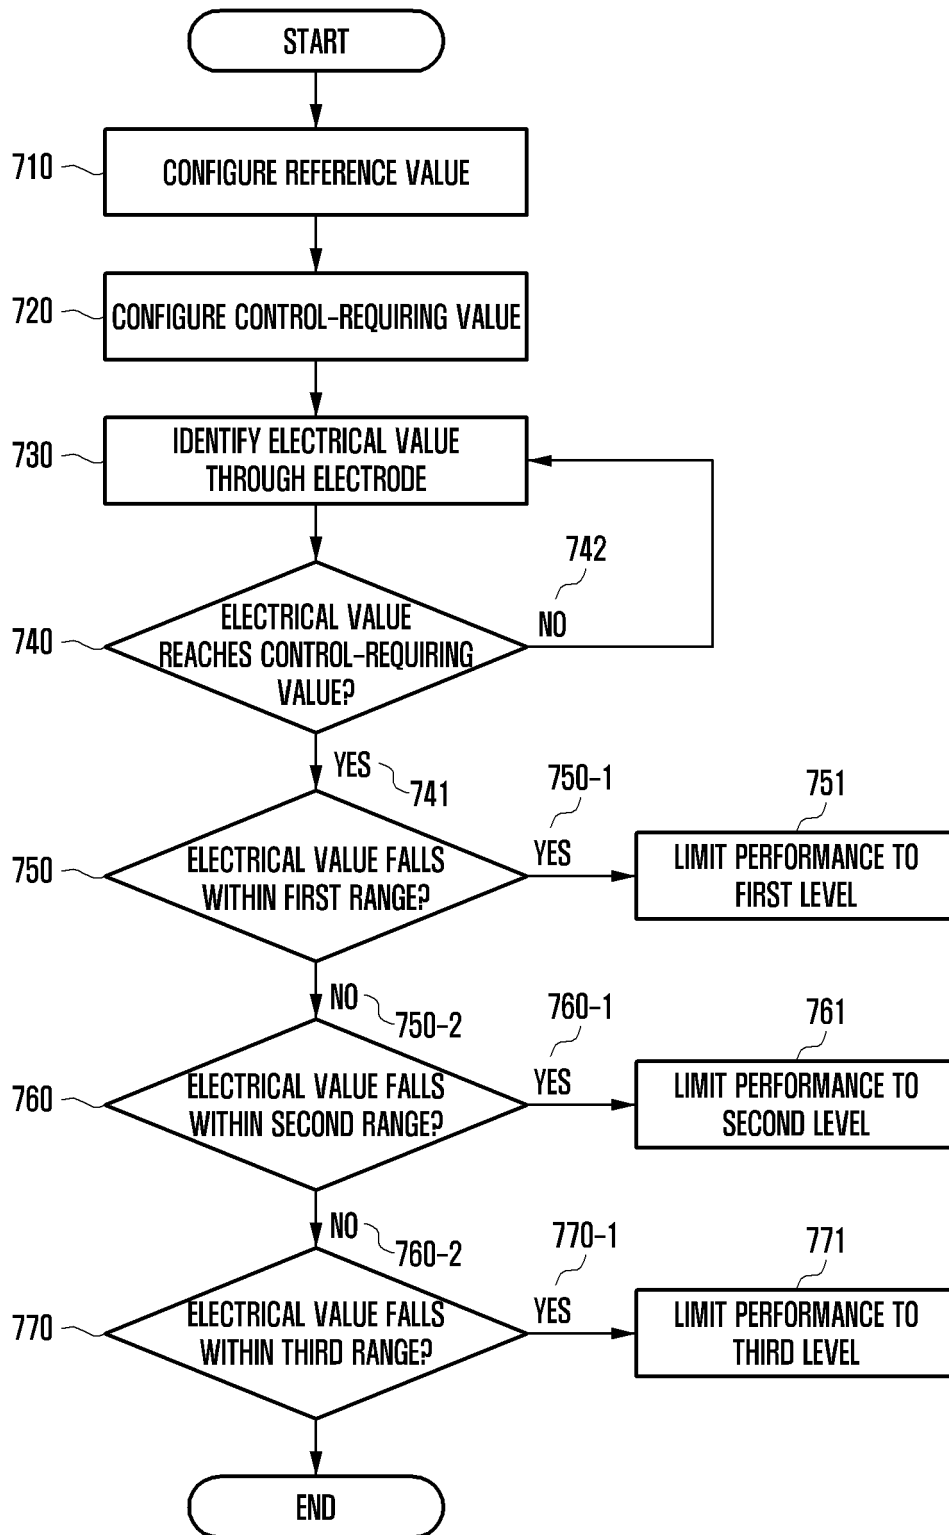 START
710
CONFIGURE REFERENCE VALUE
720
CONFIGURE CONTROL-REQUIRING VALUE
730
IDENTIFY ELECTRICAL VALUE
THROUGH ELECTRODE
742
740
ELECTRICAL VALUE
REACHES CONTROL-REQUIRING
VALUE?
NO
YES
741
750-1
751
750
ELECTRICAL VALUE FALLS
WITHIN FIRST RANGE?
YES
LIMIT PERFORMANCE TO
FIRST LEVEL
NO
750-2
760-1
761
760
ELECTRICAL VALUE FALLS
WITHIN SECOND RANGE?
YES
LIMIT PERFORMANCE TO
SECOND LEVEL
NO
760-2
770-1
771
770
ELECTRICAL VALUE FALLS
WITHIN THIRD RANGE?
YES
LIMIT PERFORMANCE TO
THIRD LEVEL
END